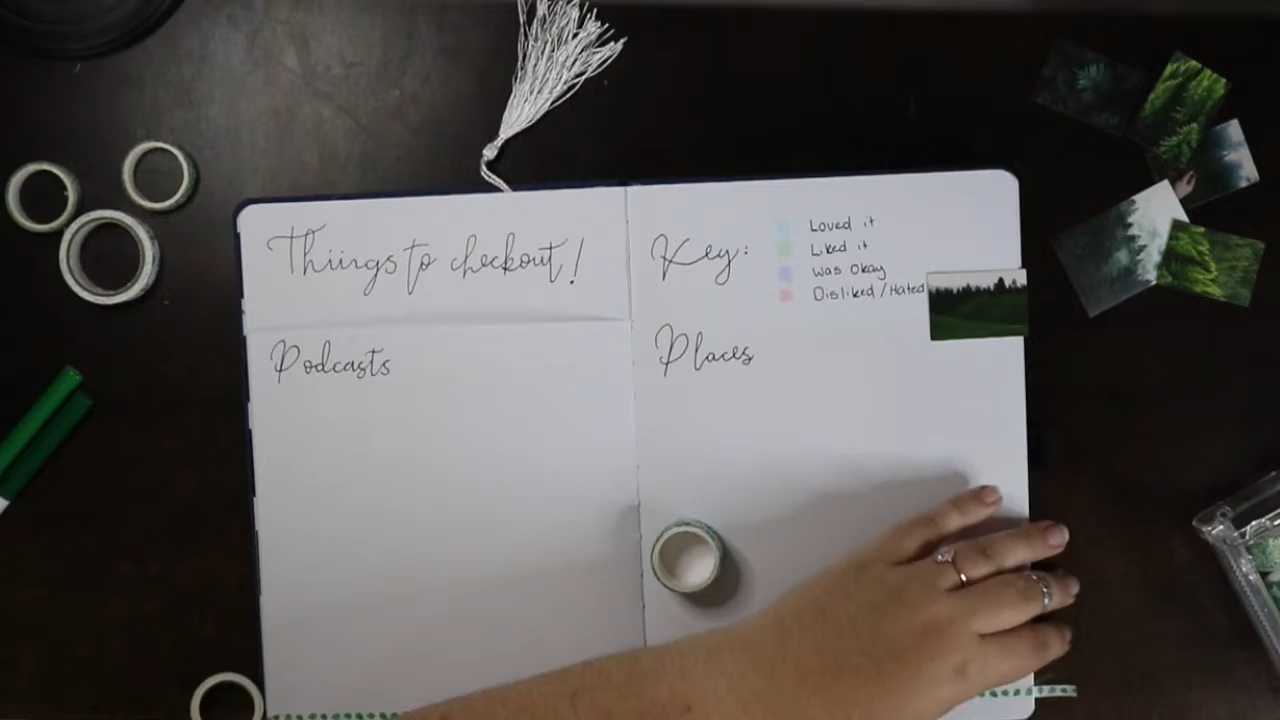 Things to checkout!
Podcasts
Key:
Loved it
Liked it
was okay
Disliked/Hated
Places